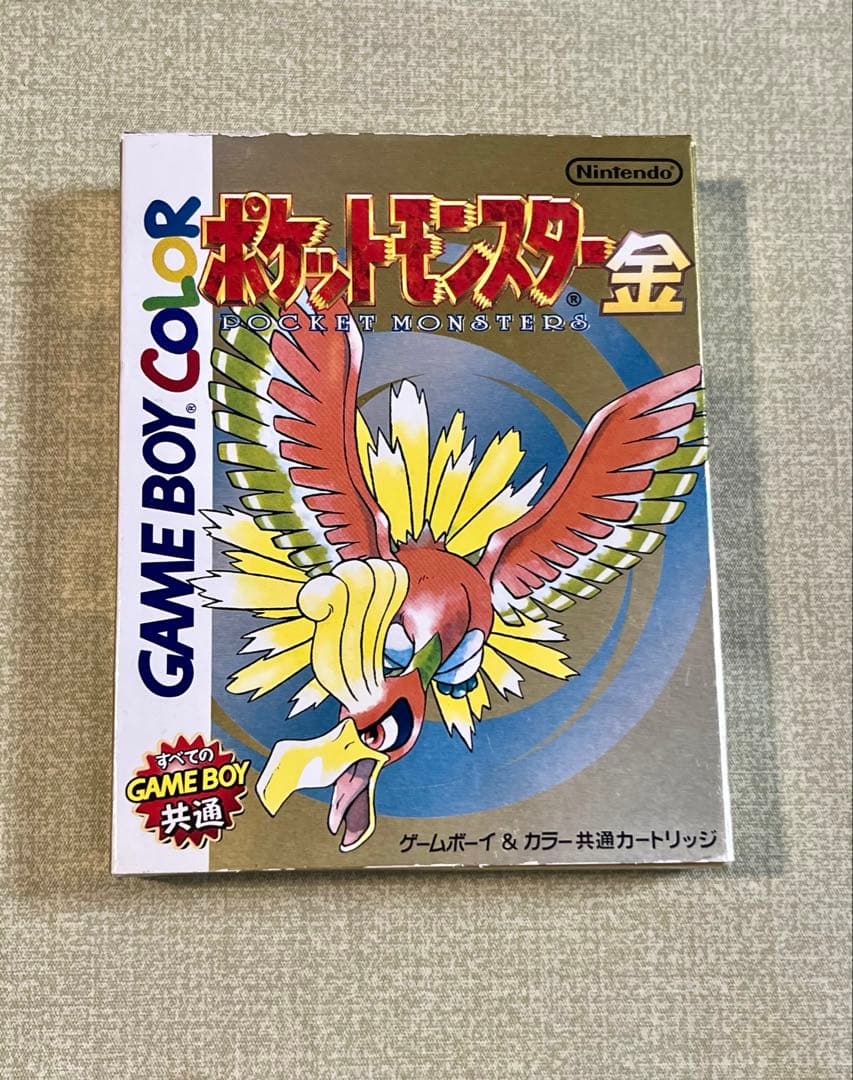 Nintendo®
ポケットモンスター®金
POCKET MONSTERS
GAME BOY® COLOR
すべての
GAME BOY
共通
ゲームボーイ & カラー共通カートリッジ